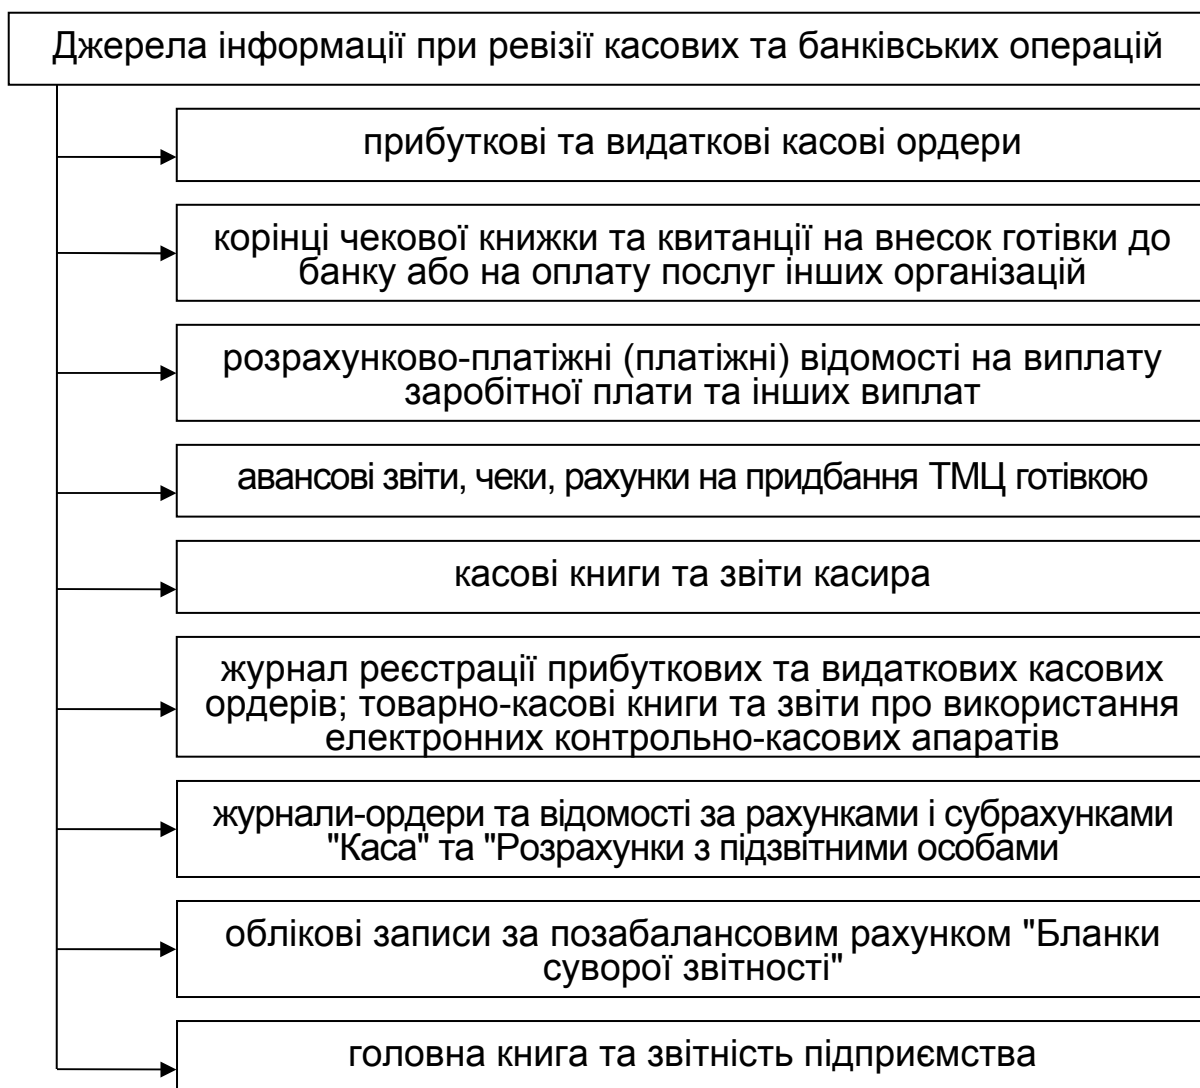 Джерела інформації при ревізії касових та банківських операцій
прибуткові та видаткові касові ордери
корінці чекової книжки та квитанції на внесок готівки до
банку або на оплату послуг інших організацій
розрахунково-платіжні (платіжні) відомості на виплату
заробітної плати та інших виплат
авансові звіти, чеки, рахунки на придбання ТМЦ готівкою
касові книги та звіти касира
журнал реєстрації прибуткових та видаткових касових
ордерів; товарно-касові книги та звіти про використання
електронних контрольно-касових апаратів
журнали-ордери та відомості за рахунками і субрахунками
"Каса" та "Розрахунки з підзвітними особами
облікові записи за позабалансовим рахунком "Бланки
суворої звітності"
головна книга та звітність підприємства